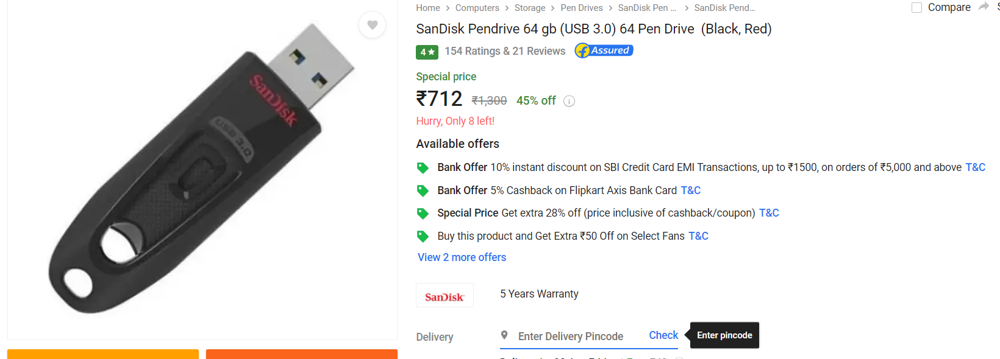 Home > Computers > Storage > Pen Drives > SanDisk Pen ... > SanDisk Pend...
Compare
SanDisk Pendrive 64 gb (USB 3.0) 64 Pen Drive (Black, Red)
4★ 154 Ratings & 21 Reviews f Assured
Special price
₹712 ₹1,300 45% off i
Hurry, Only 8 left!
Available offers
Bank Offer 10% instant discount on SBI Credit Card EMI Transactions, up to ₹1500, on orders of ₹5,000 and above T&C
Bank Offer 5% Cashback on Flipkart Axis Bank Card T&C
Special Price Get extra 28% off (price inclusive of cashback/coupon) T&C
Buy this product and Get Extra ₹50 Off on Select Fans T&C
View 2 more offers
SanDisk 5 Years Warranty
Delivery Enter Delivery Pincode Check Enter pincode
SanDisk
USB 3.0